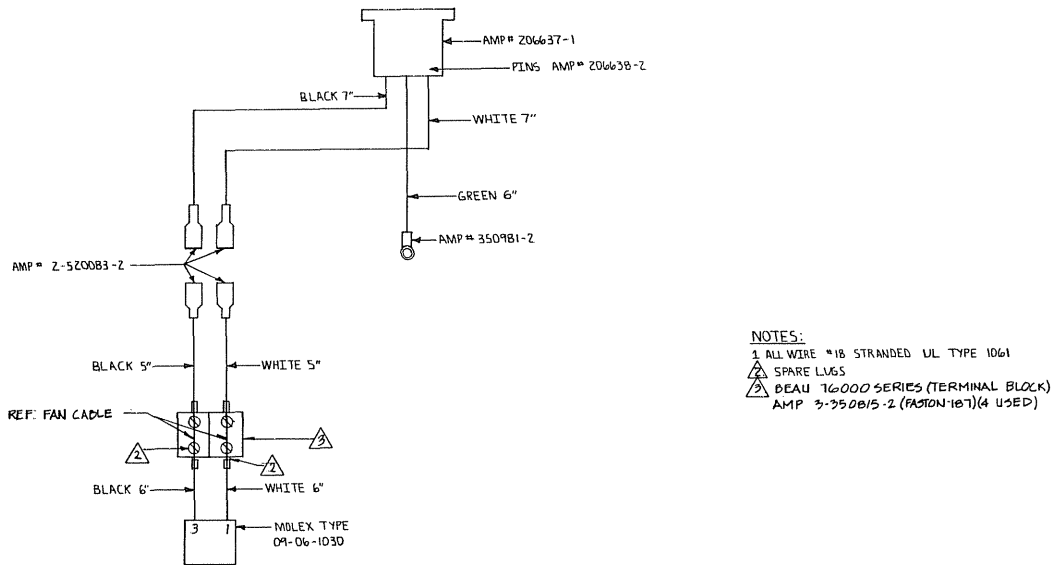 AMP# 206637-1
PINS AMP# 206638-2
BLACK 7"
WHITE 7"
GREEN 6"
AMP# 350981-2
AMP# 2-520083-2
BLACK 5"
WHITE 5"
REF: FAN CABLE
3
2
2
BLACK 6"
WHITE 6"
3 1
MOLEX TYPE
09-06-1030
NOTES:
1 ALL WIRE #18 STRANDED UL TYPE 1061
2 SPARE LUGS
3 BEAU 76000 SERIES (TERMINAL BLOCK)
AMP 3-350815-2 (FASTON-187)(4 USED)